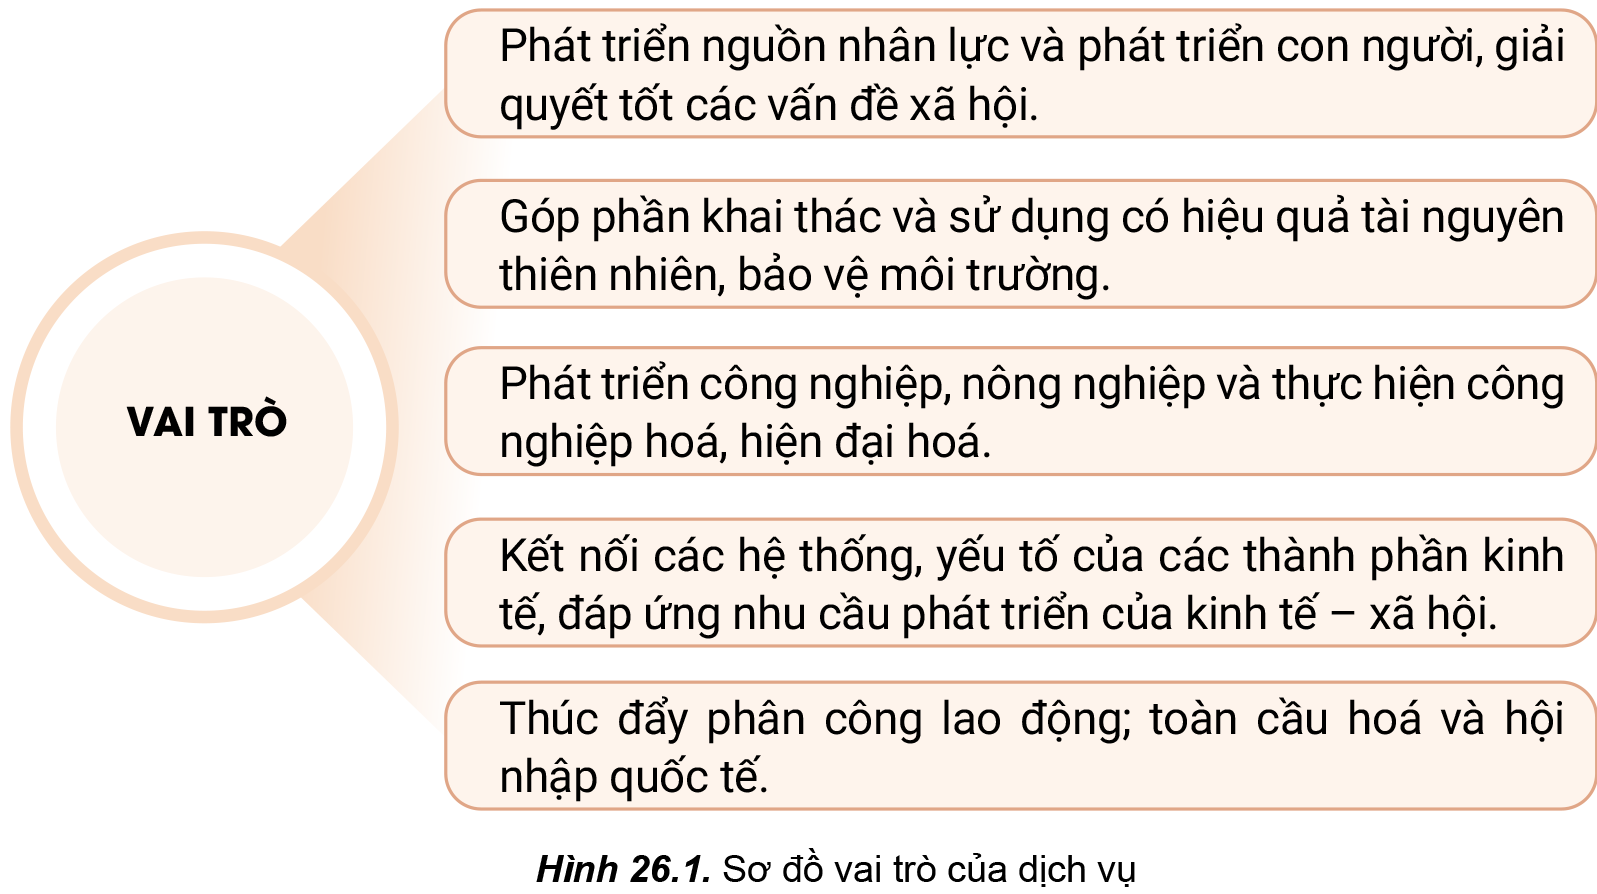 Phát triển nguồn nhân lực và phát triển con người, giải
quyết tốt các vấn đề xã hội.
Góp phần khai thác và sử dụng có hiệu quả tài nguyên
thiên nhiên, bảo vệ môi trường.
Phát triển công nghiệp, nông nghiệp và thực hiện công
nghiệp hoá, hiện đại hoá.
VAI TRÒ
Kết nối các hệ thống, yếu tố của các thành phần kinh
tế, đáp ứng nhu cầu phát triển của kinh tế – xã hội.
Thúc đẩy phân công lao động; toàn cầu hoá và hội
nhập quốc tế.
Hình 26.1. Sơ đồ vai trò của dịch vụ